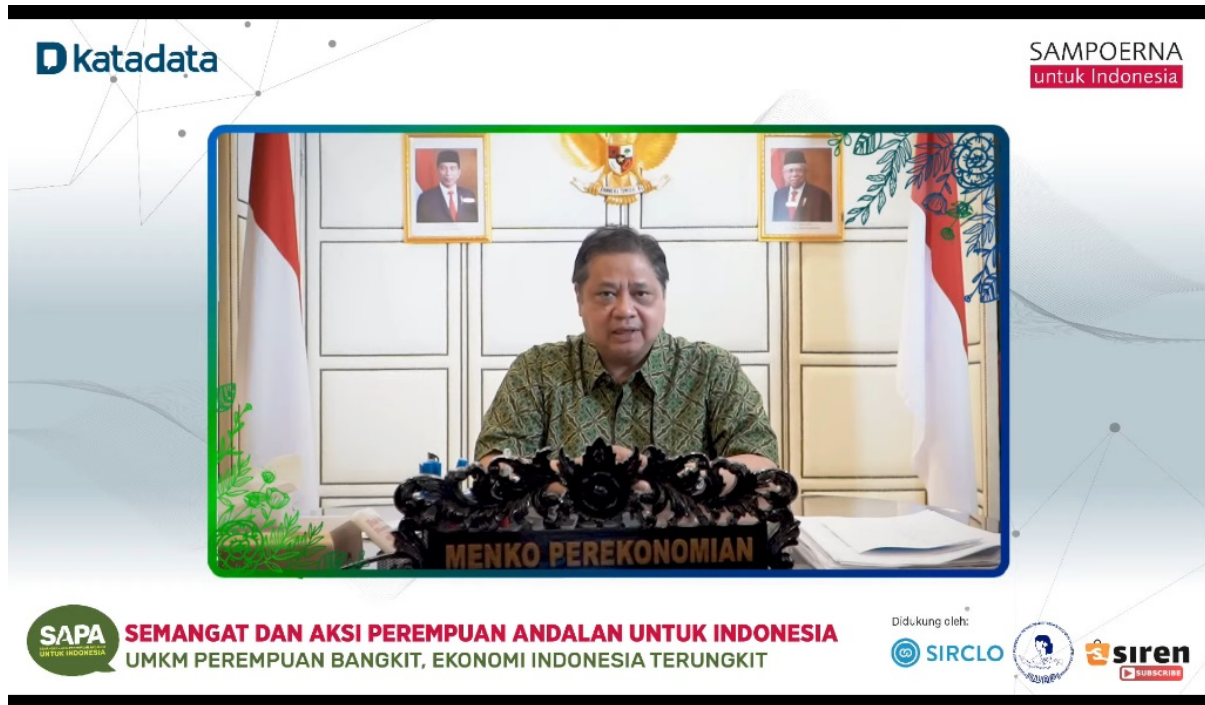 katadata
SAMPOERNA
untuk Indonesia
MENKO PEREKONOMIAN
SAPA
UNTUK INDONESIA
SEMANGAT DAN AKSI PEREMPUAN ANDALAN UNTUK INDONESIA
UMKM PEREMPUAN BANGKIT, EKONOMI INDONESIA TERUNGKIT
Didukung oleh:
SIRCLO
siren
SUBSCRIBE